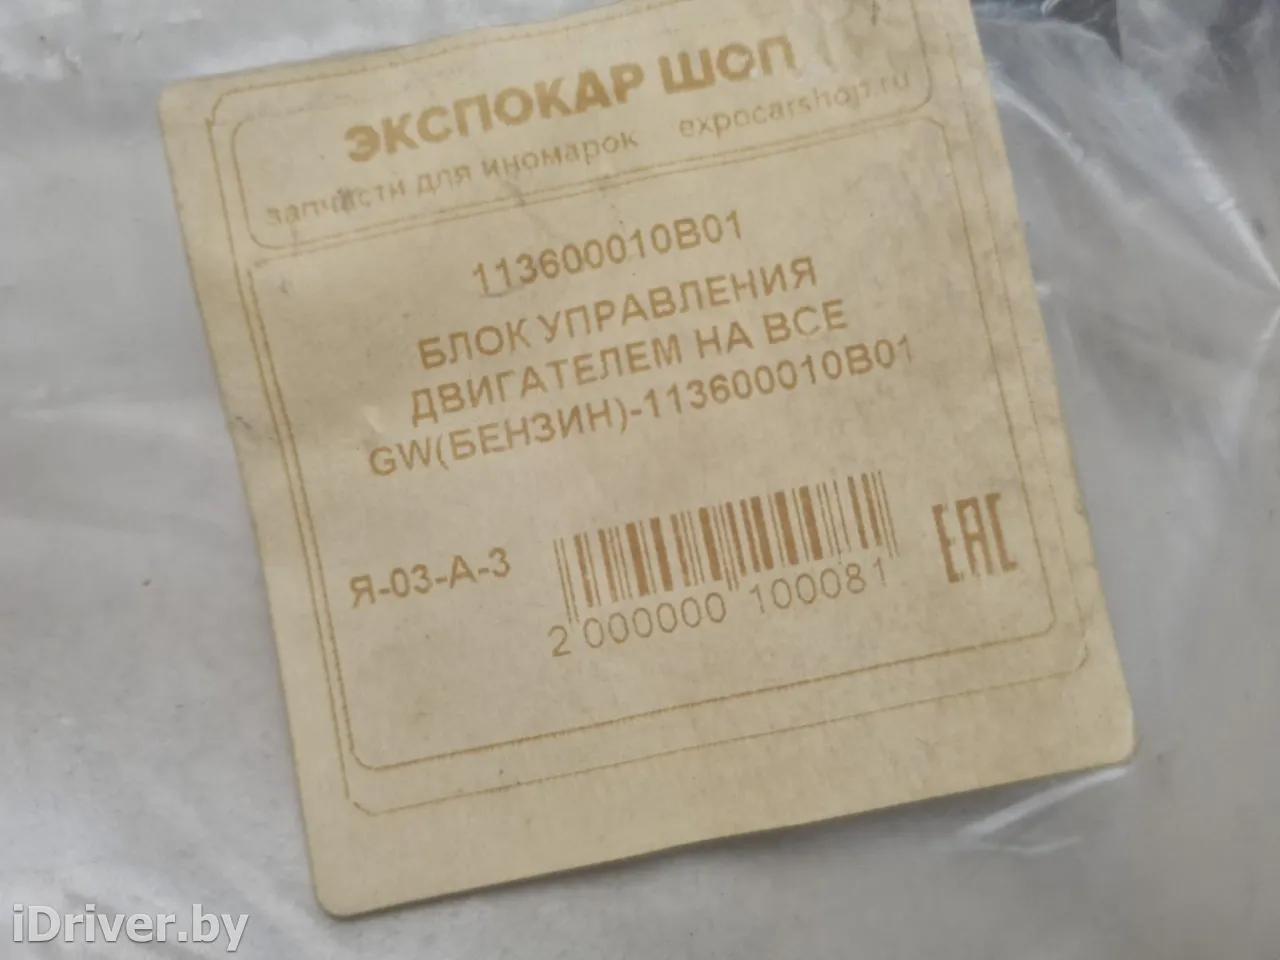 ЭКСПОКАР ШОП
запчасти для иномарок expocarshop.ru
113600010B01
БЛОК УПРАВЛЕНИЯ
ДВИГАТЕЛЕМ НА ВСЕ
GW(БЕНЗИН)-113600010B01
Я-03-А-3
2 000000 100081
EAC
iDriver.by